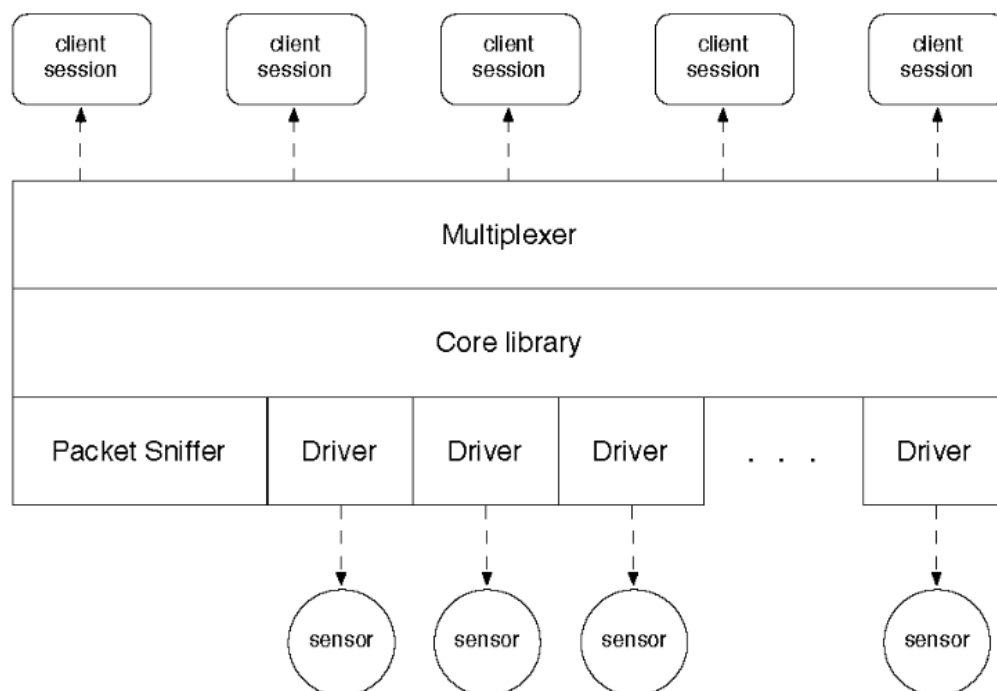 client
session
client
session
client
session
client
session
client
session
Multiplexer
Core library
Packet Sniffer
Driver
Driver
Driver
. . .
Driver
sensor
sensor
sensor
sensor